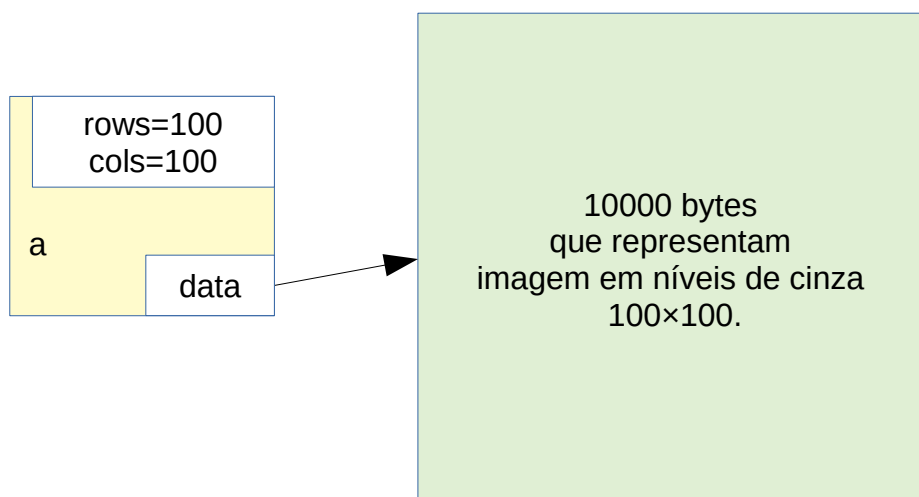 rows=100
cols=100
a
data
10000 bytes
que representam
imagem em níveis de cinza
100×100.